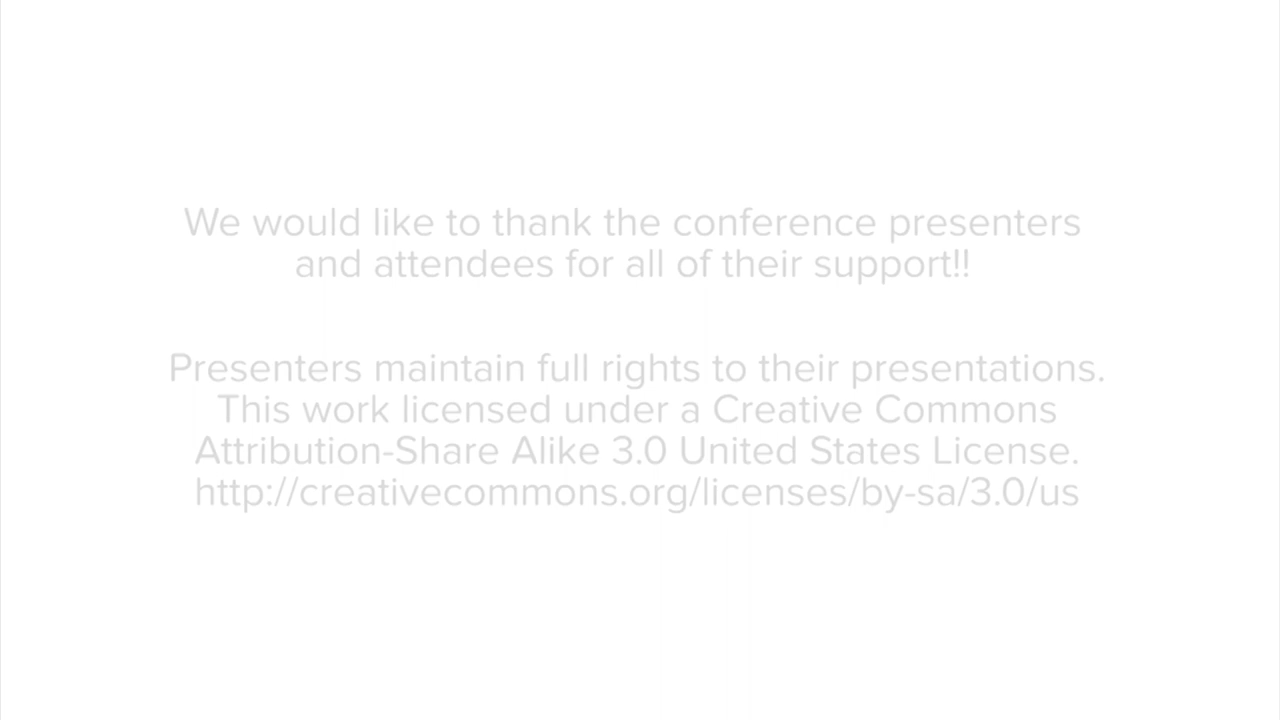 We would like to thank the conference presenters
and attendees for all of their support!!
Presenters maintain full rights to their presentations.
This work licensed under a Creative Commons
Attribution-Share Alike 3.0 United States License.
http://creativecommons.org/licenses/by-sa/3.0/us